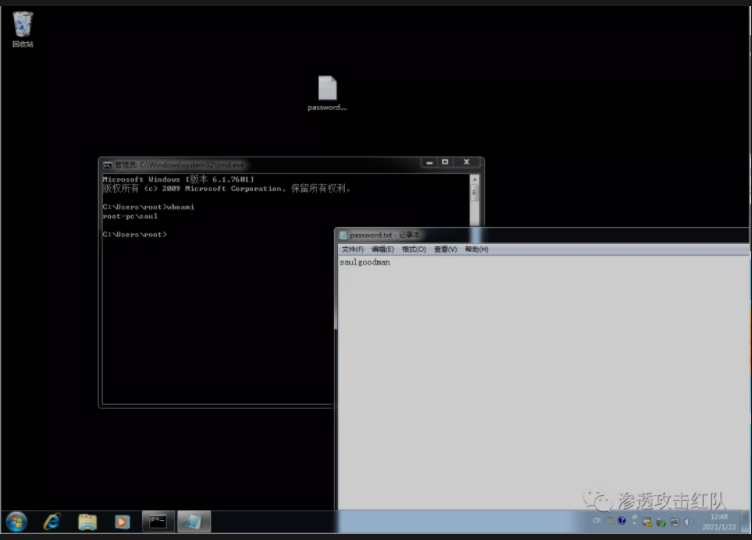 回收站
password....
管理员: C:\Windows\system32\cmd.exe
Microsoft Windows [版本 6.1.7601]
版权所有 (c) 2009 Microsoft Corporation。保留所有权利。
C:\Users\root>whoami
root-pc\saul
C:\Users\root>
password.txt - 记事本
文件(F) 编辑(E) 格式(O) 查看(V) 帮助(H)
saulgoodman
渗透攻击红队
CH
12:48
2021/1/23